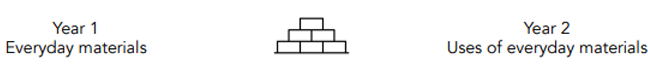 Year 1
Everyday materials
Year 2
Uses of everyday materials